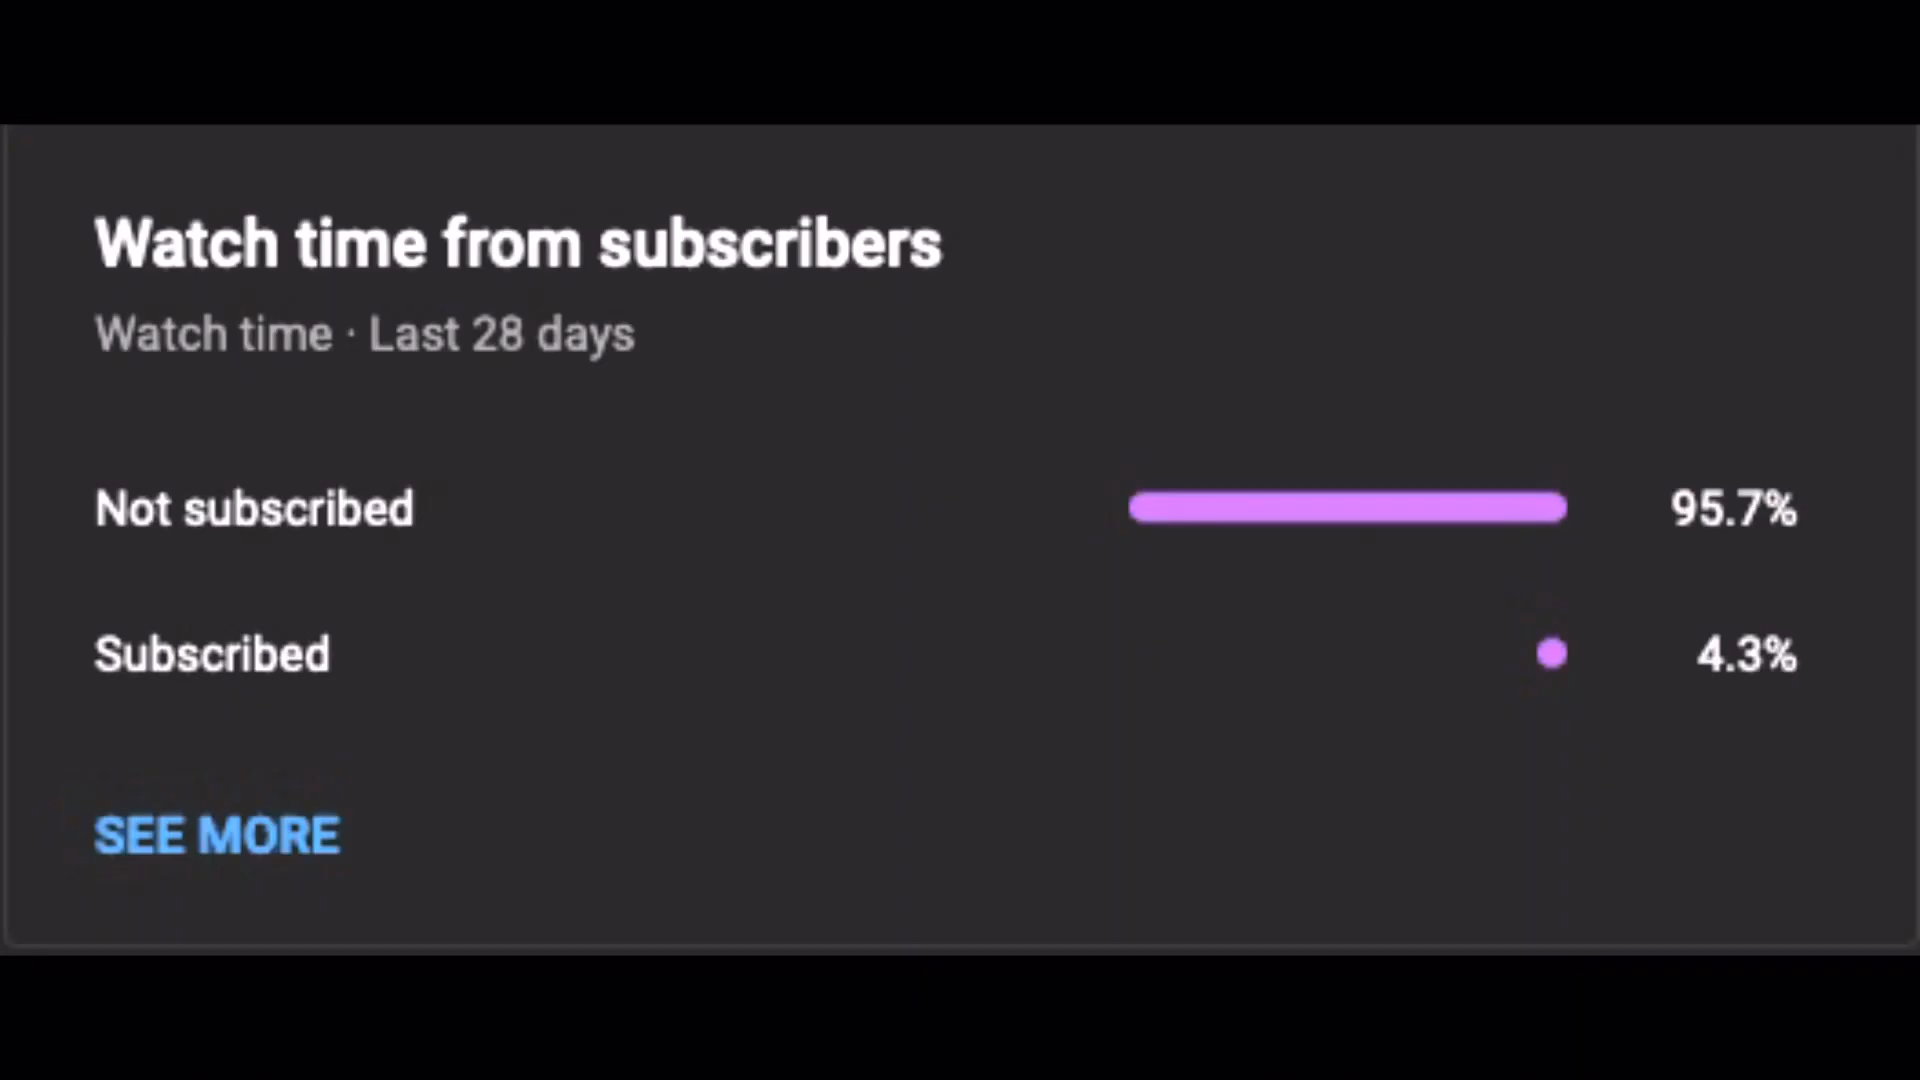 Watch time from subscribers
Watch time · Last 28 days
Not subscribed 95.7%
Subscribed 4.3%
SEE MORE